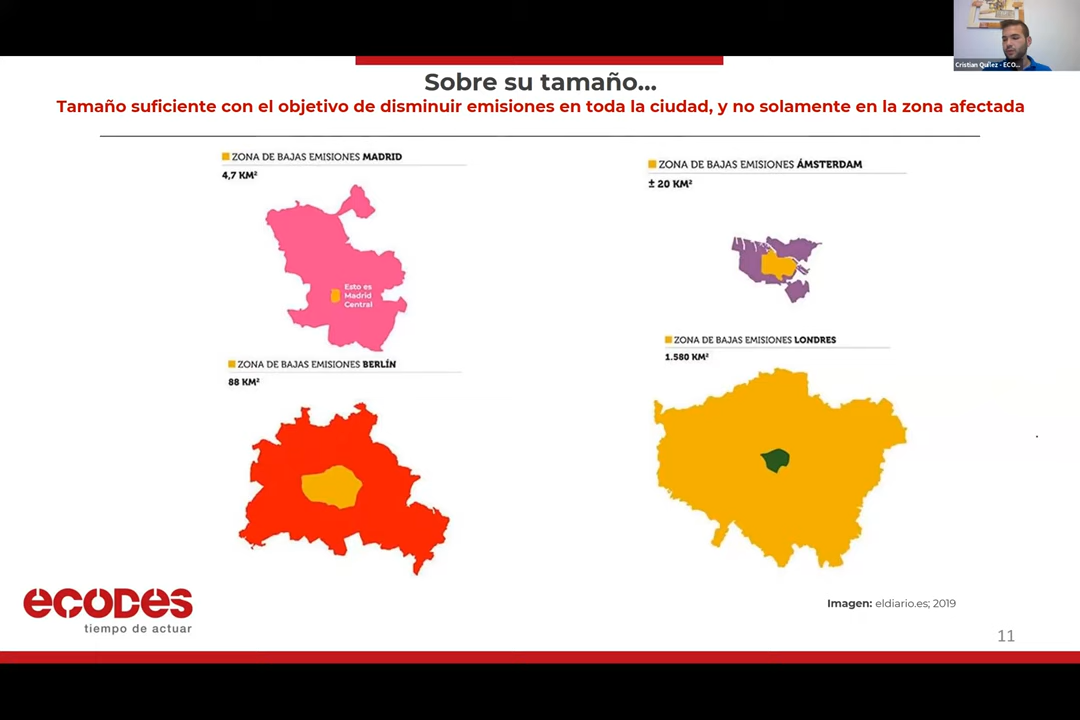 Cristian Quílez - ECO...
Sobre su tamaño...
Tamaño suficiente con el objetivo de disminuir emisiones en toda la ciudad, y no solamente en la zona afectada
ZONA DE BAJAS EMISIONES MADRID
4,7 KM²
Esto es
Madrid
Central
ZONA DE BAJAS EMISIONES ÁMSTERDAM
± 20 KM²
ZONA DE BAJAS EMISIONES BERLÍN
88 KM²
ZONA DE BAJAS EMISIONES LONDRES
1.580 KM²
ecodes
tiempo de actuar
Imagen: eldiario.es; 2019
11